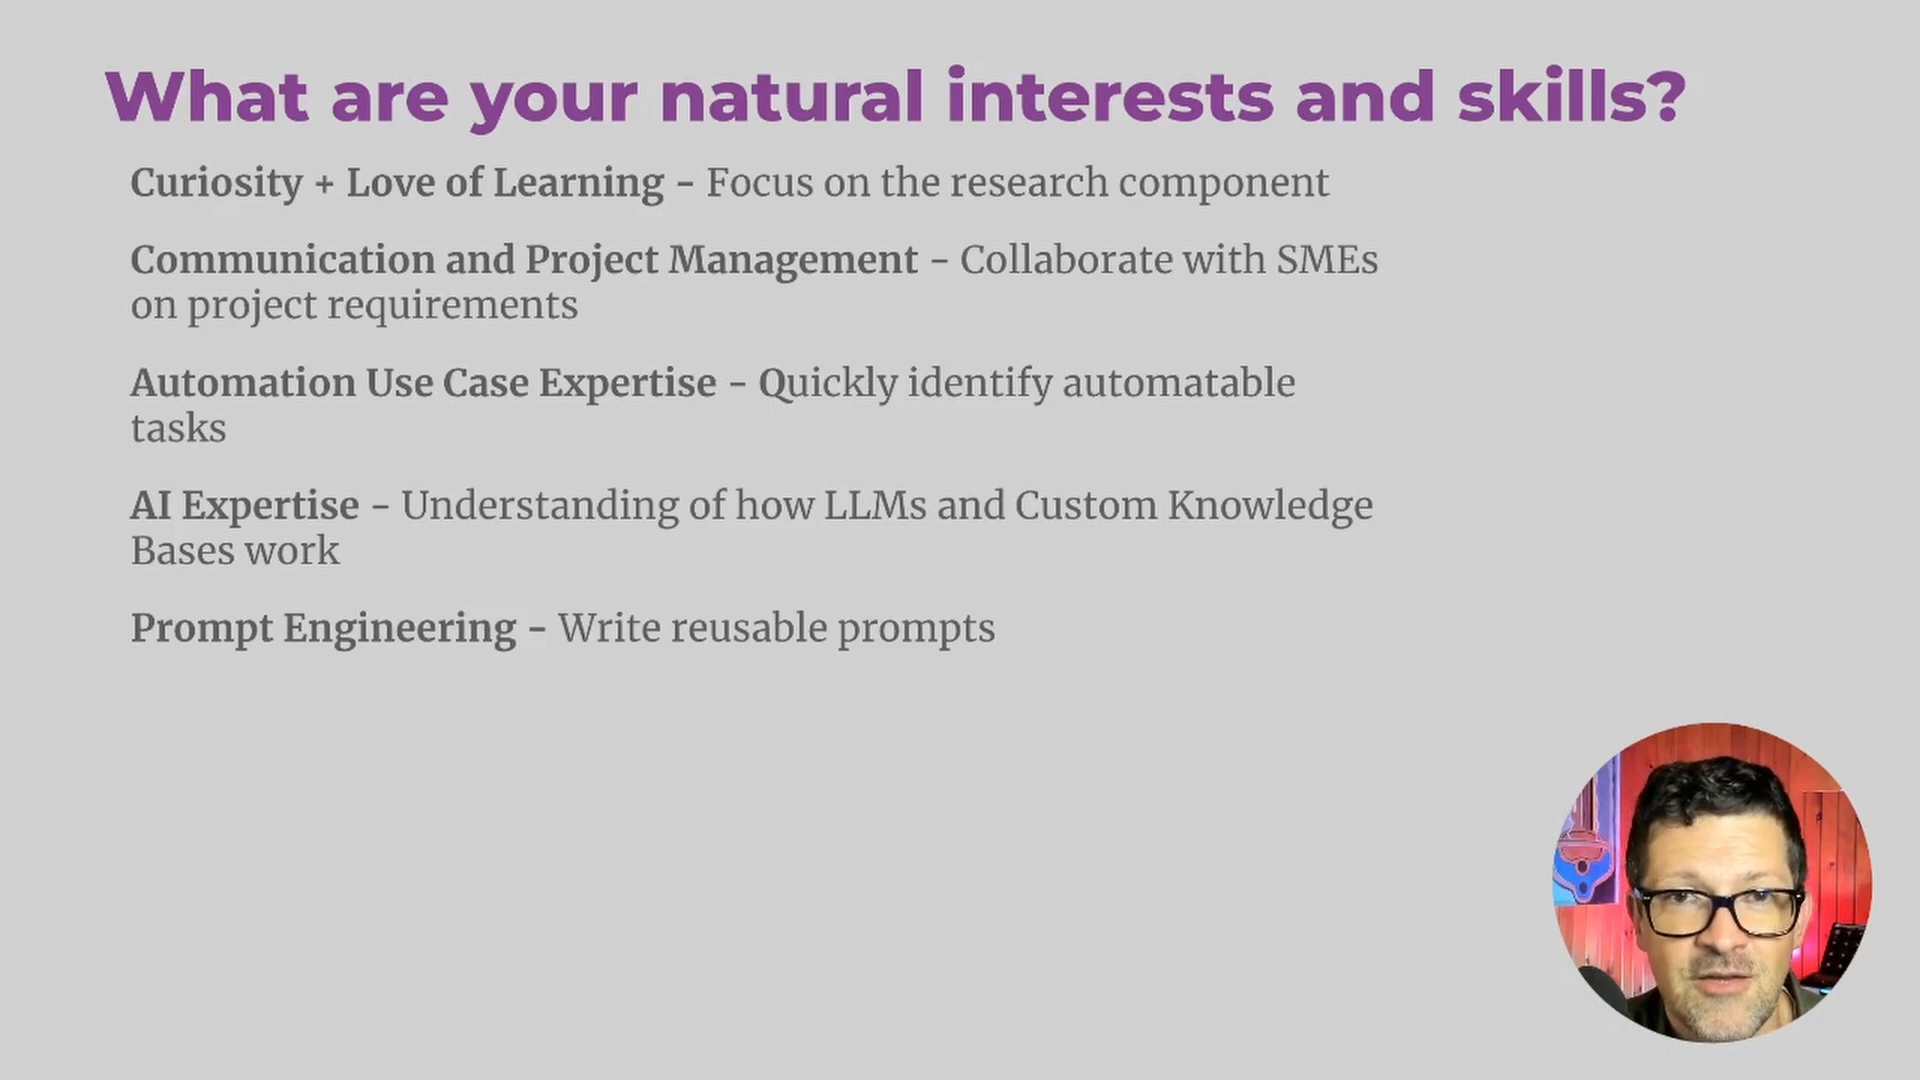 What are your natural interests and skills?
Curiosity + Love of Learning - Focus on the research component
Communication and Project Management - Collaborate with SMEs
on project requirements
Automation Use Case Expertise - Quickly identify automatable
tasks
AI Expertise - Understanding of how LLMs and Custom Knowledge
Bases work
Prompt Engineering - Write reusable prompts